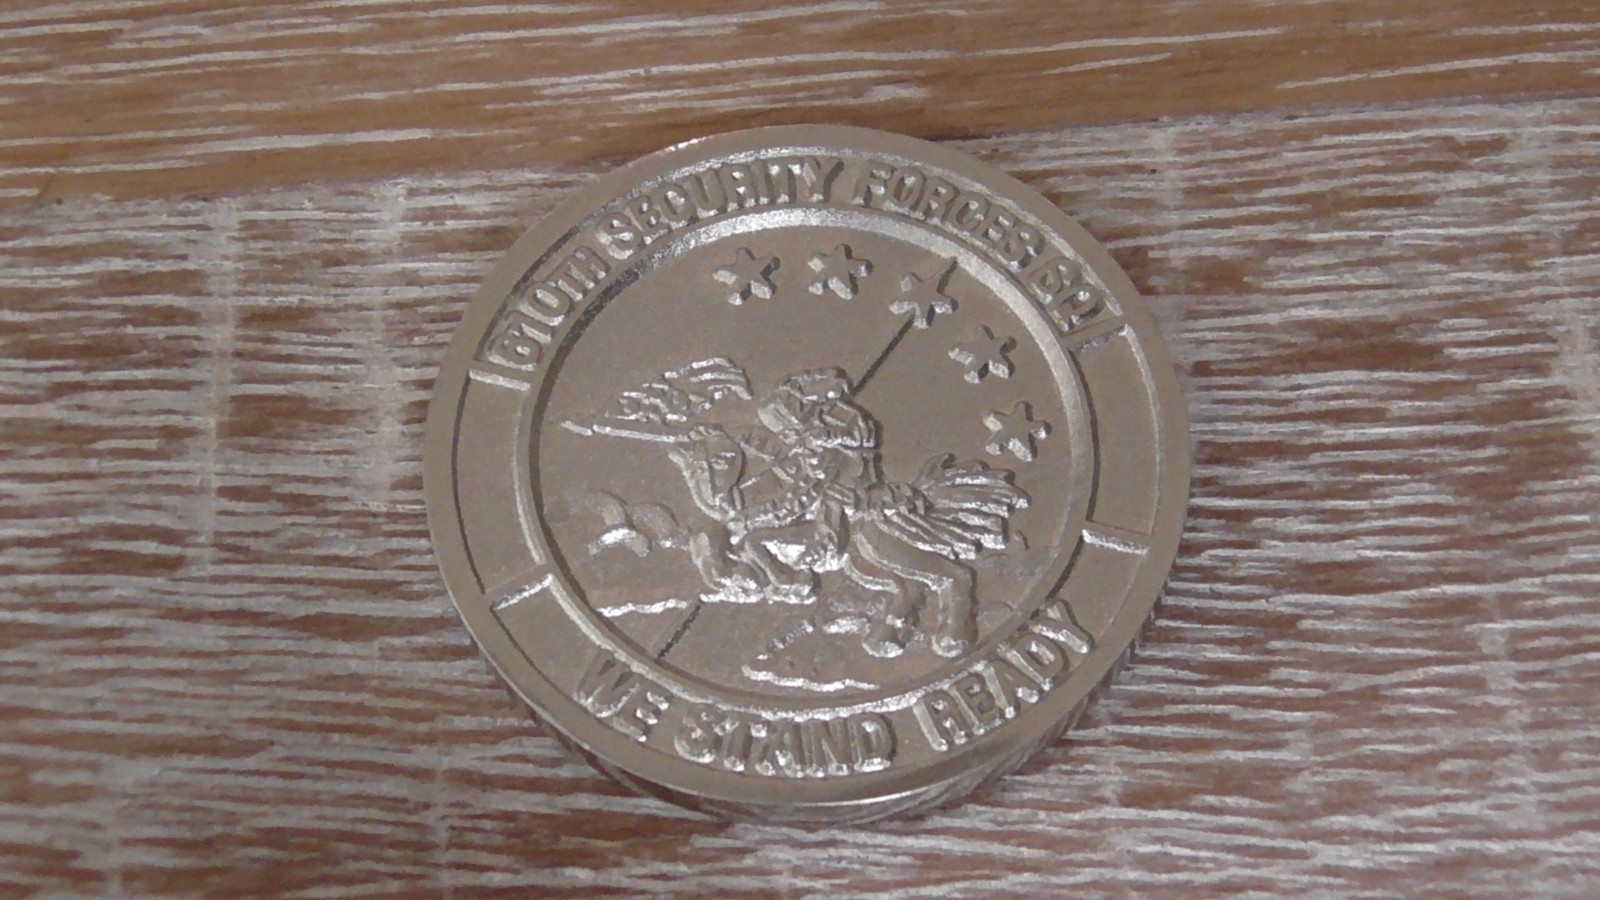 610TH SECURITY FORCES SQ
WE STAND READY